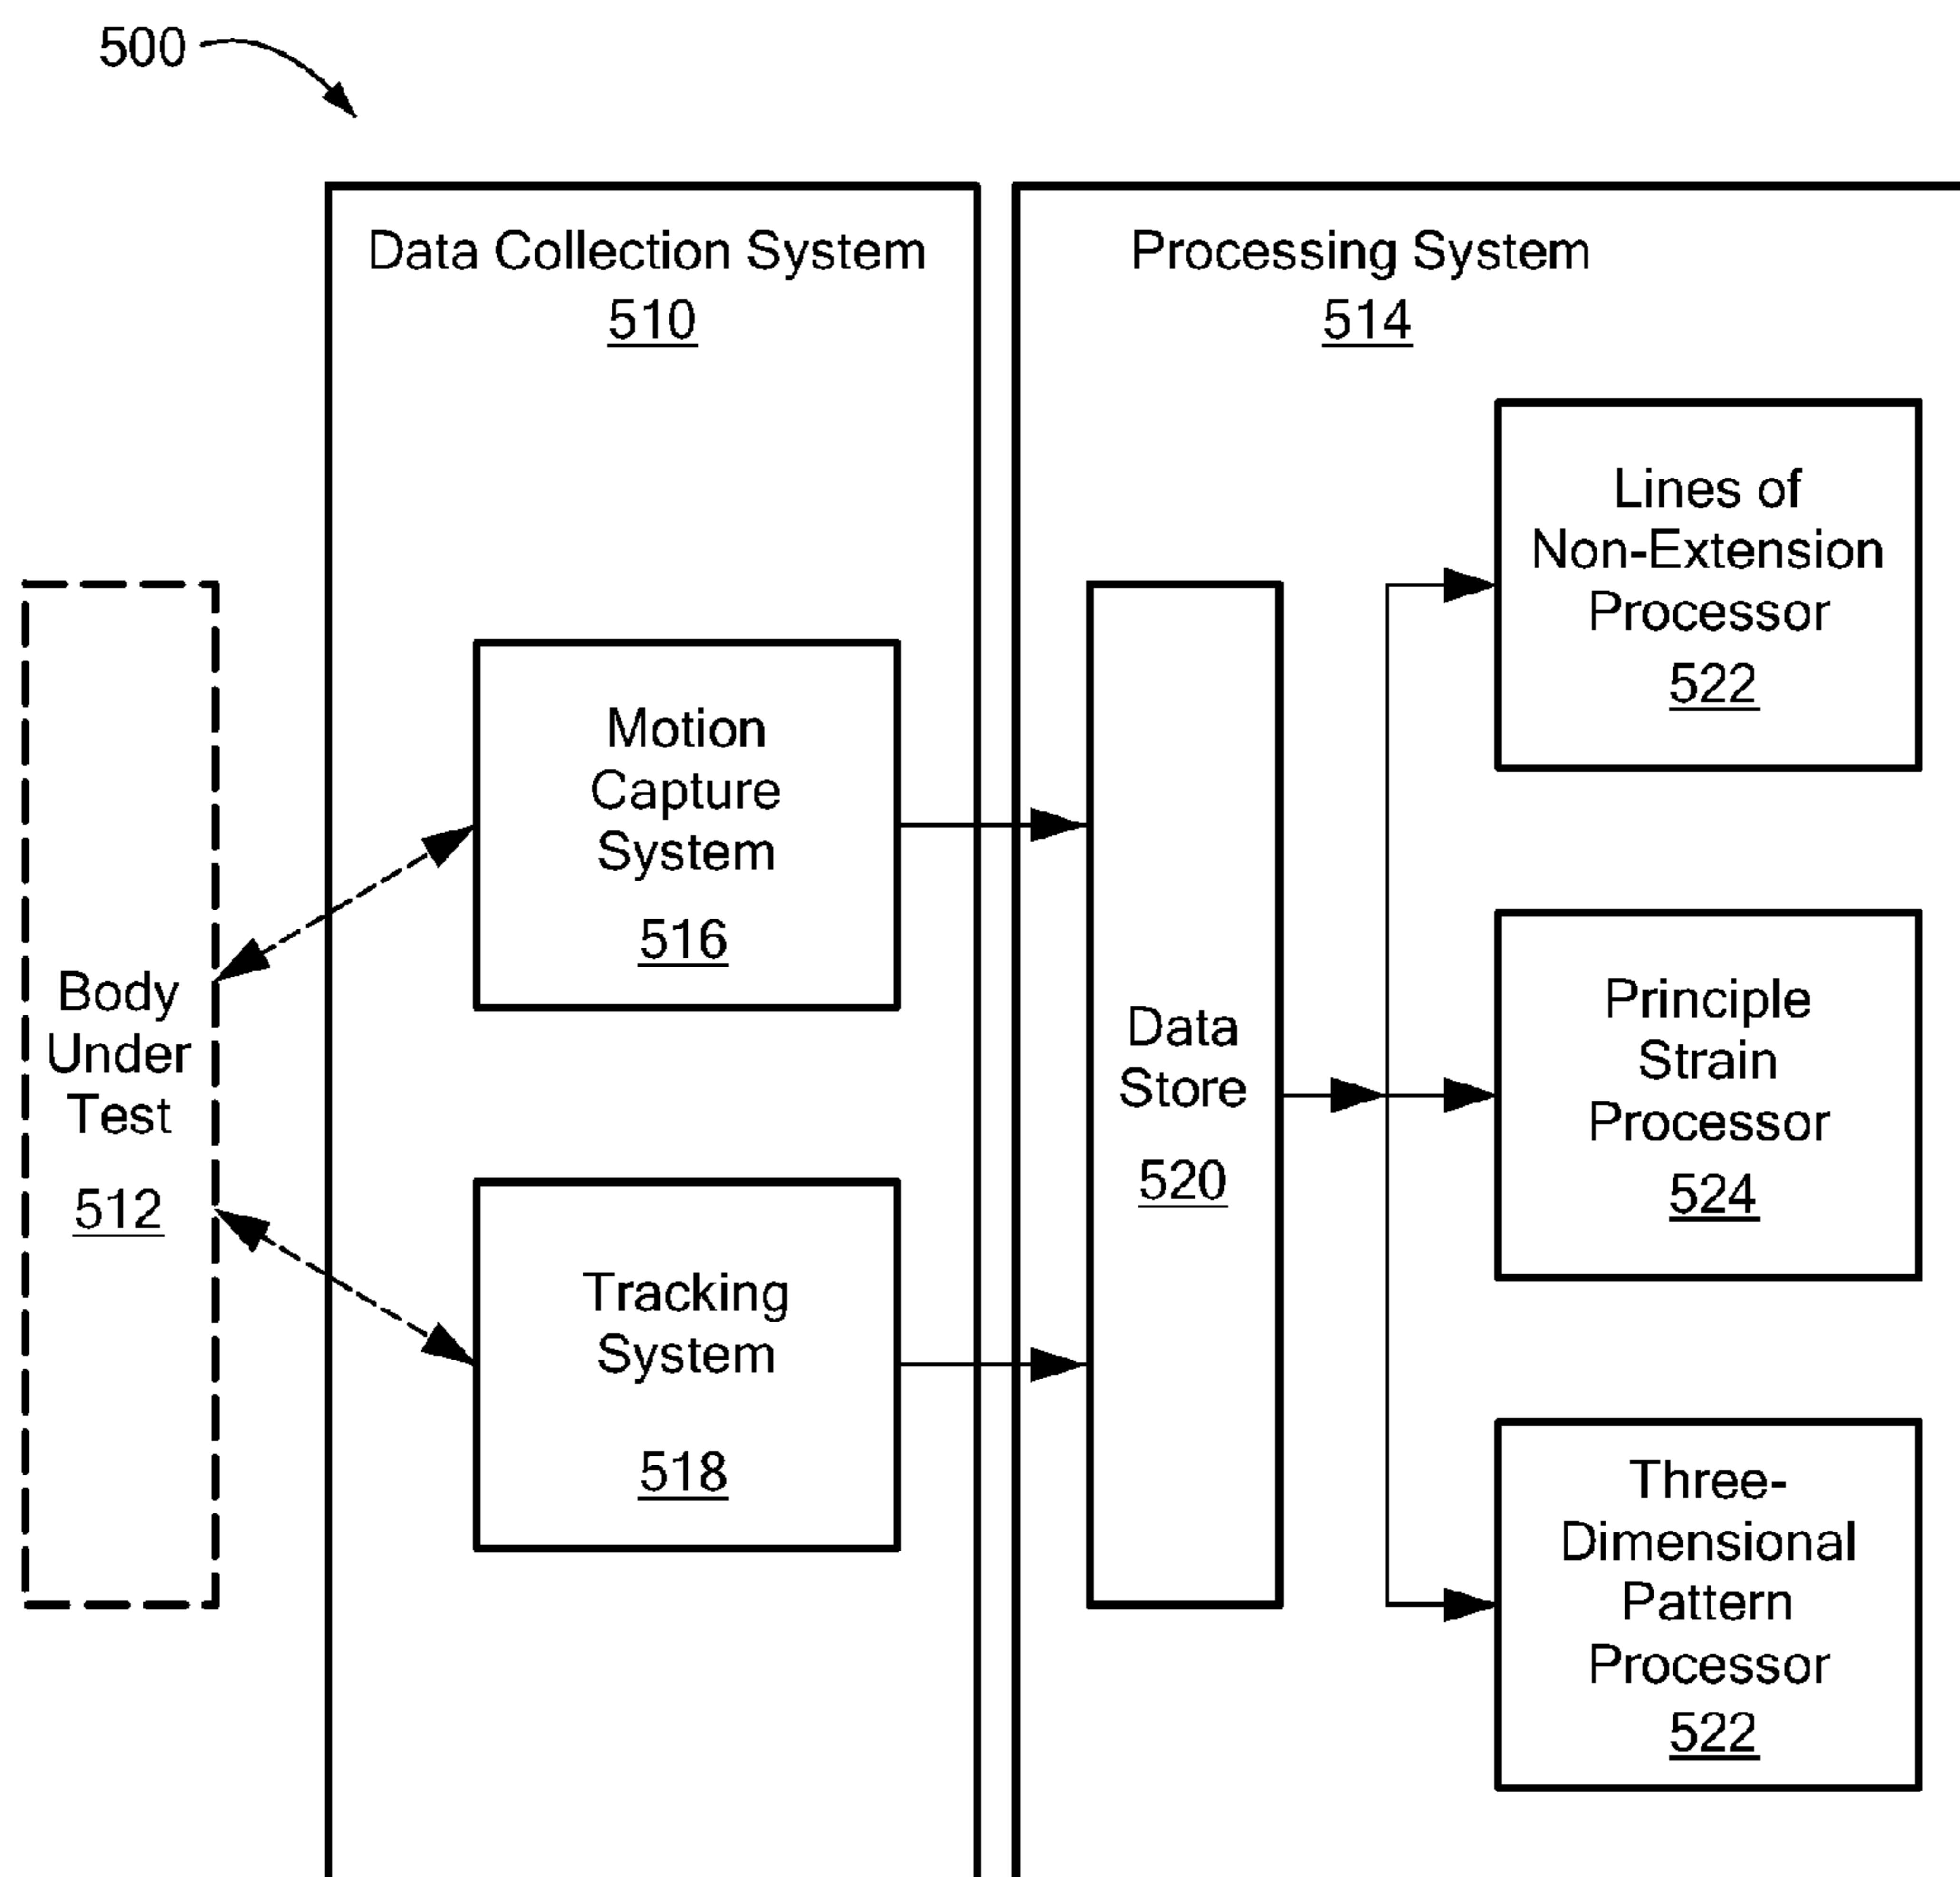 500
Data Collection System
510
Processing System
514
Lines of
Non-Extension
Processor
522
Motion
Capture
System
516
Body
Under
Test
512
Data
Store
520
Principle
Strain
Processor
524
Tracking
System
518
Three-
Dimensional
Pattern
Processor
522